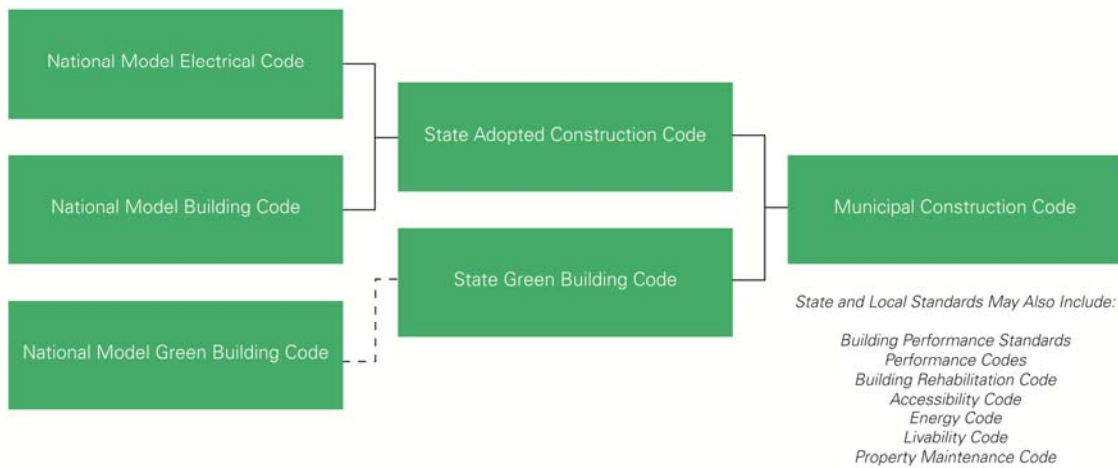 National Model Electrical Code
National Model Building Code
National Model Green Building Code
State Adopted Construction Code
State Green Building Code
Municipal Construction Code
State and Local Standards May Also Include:
Building Performance Standards
Performance Codes
Building Rehabilitation Code
Accessibility Code
Energy Code
Livability Code
Property Maintenance Code